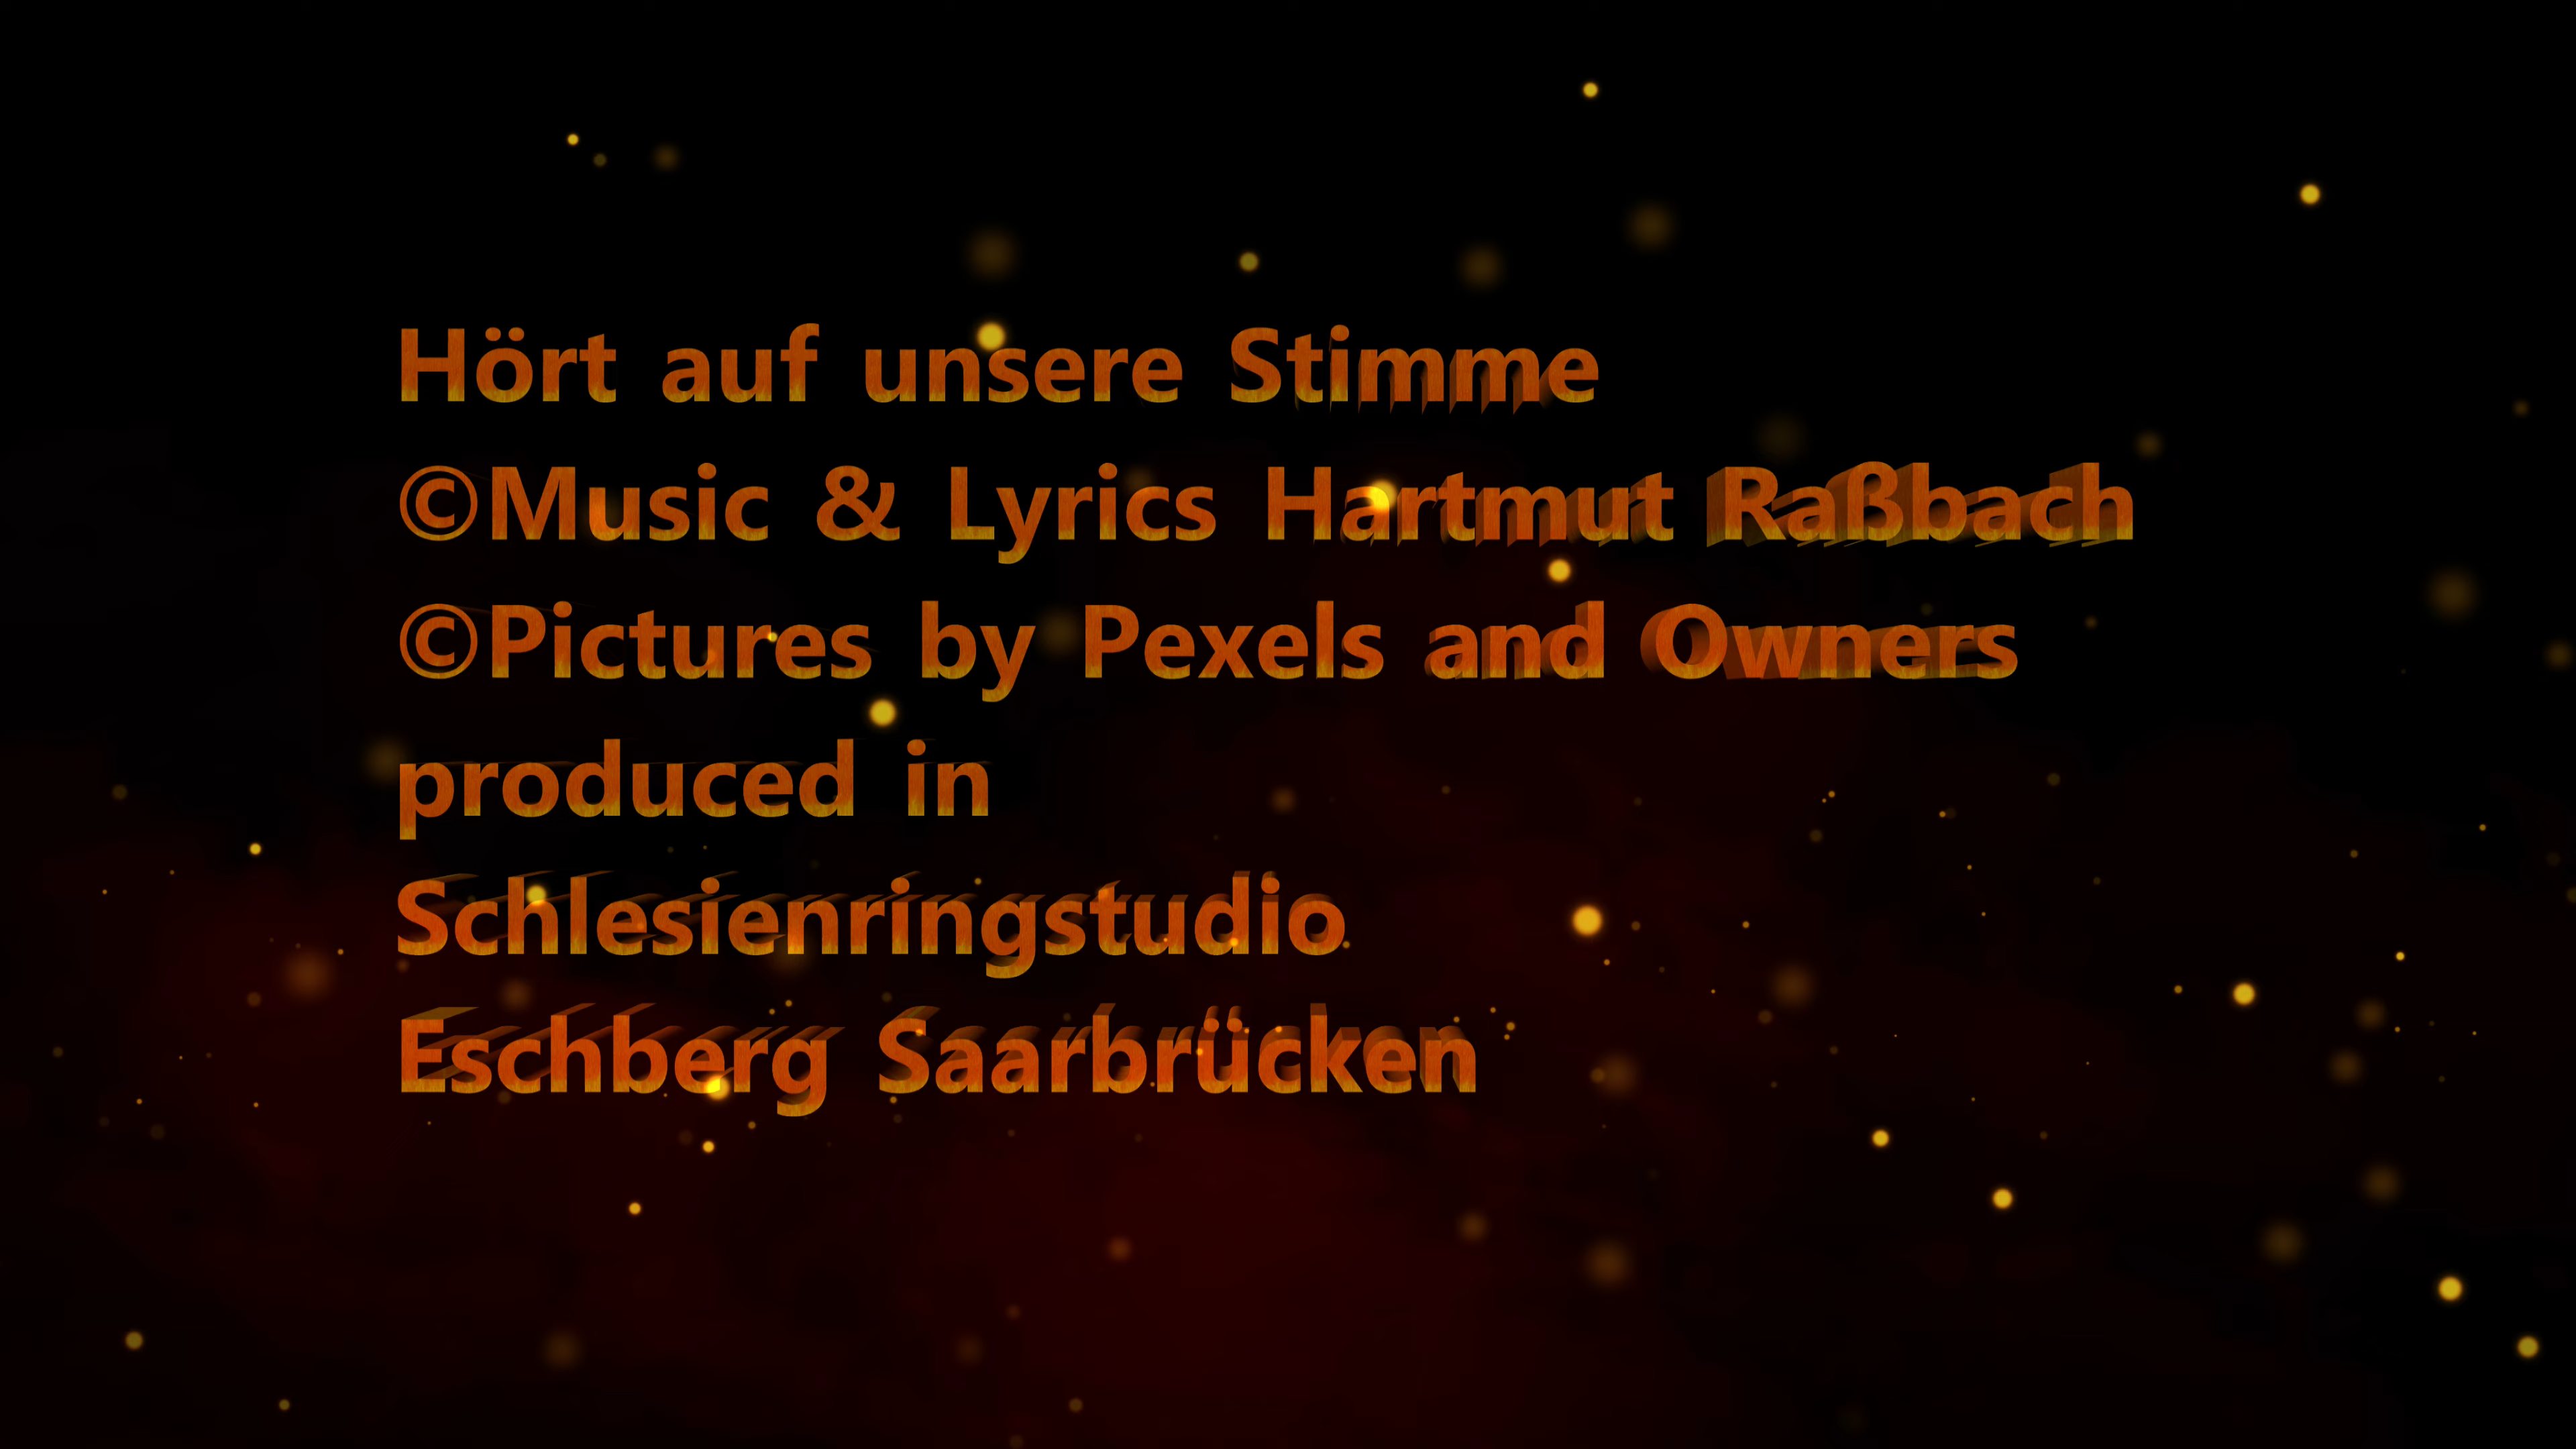 Hört auf unsere Stimme
©Music & Lyrics Hartmut Raßbach
©Pictures by Pexels and Owners
produced in
Schlesienringstudio
Eschberg Saarbrücken